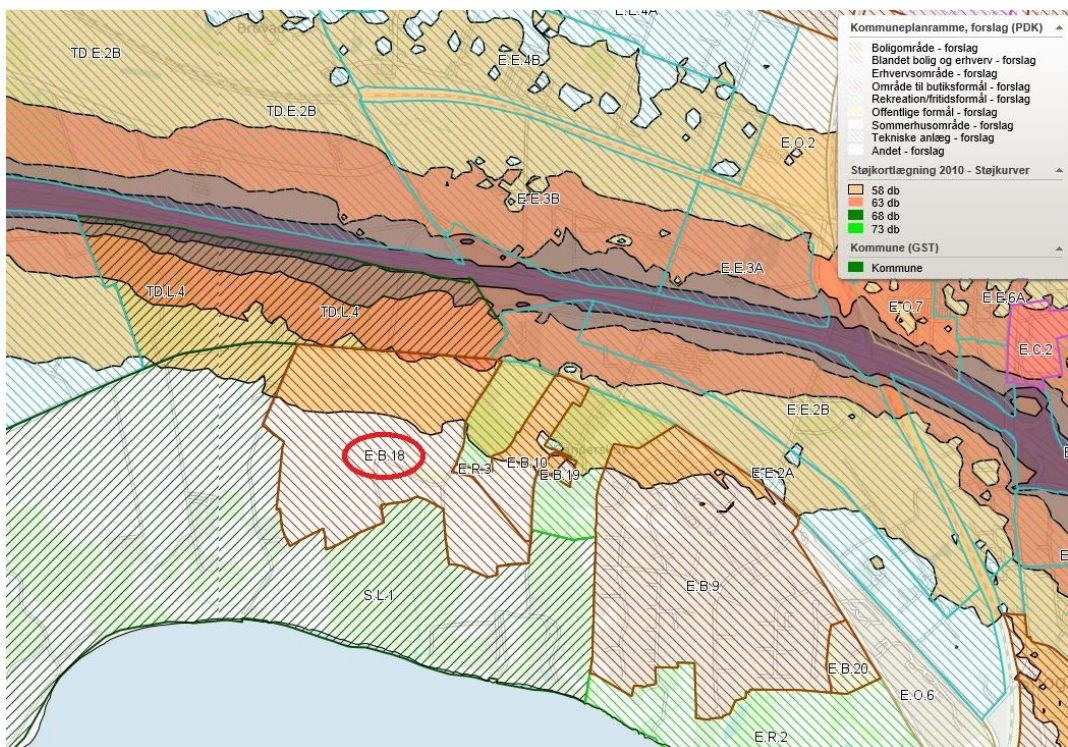 TD.E.2B
E.E.4A
E.E.4B
TD.E.2B
E.O.2
E.E.3B
E.E.3A
TD.L.4
TD.L.4
E.O.7
E.E.6A
E.C.2
E.E.2B
E.B.18
E.R.3
E.B.10
E.B.19
E.E.2A
E.B.9
S.L.1
E.B.20
E.O.6
E.R.2
Kommuneplanramme, forslag (PDK)
Boligområde - forslag
Blandet bolig og erhverv - forslag
Erhvervsområde - forslag
Område til butiksformål - forslag
Rekreation/fritidsformål - forslag
Offentlige formål - forslag
Sommerhusområde - forslag
Tekniske anlæg - forslag
Andet - forslag
Støjkortlægning 2010 - Støjkurver
58 db
63 db
68 db
73 db
Kommune (GST)
Kommune